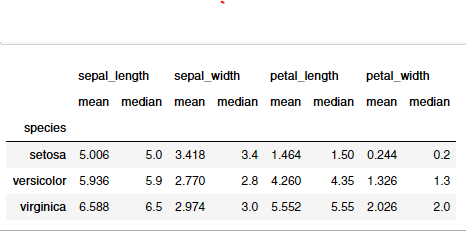 sepal_length sepal_width petal_length petal_width
mean median mean median mean median mean median
species
setosa 5.006 5.0 3.418 3.4 1.464 1.50 0.244 0.2
versicolor 5.936 5.9 2.770 2.8 4.260 4.35 1.326 1.3
virginica 6.588 6.5 2.974 3.0 5.552 5.55 2.026 2.0